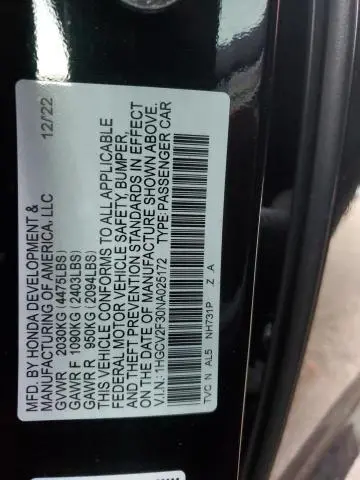 MFD. BY HONDA DEVELOPMENT &
MANUFACTURING OF AMERICA, LLC 12/22
GVWR 2030KG (4475LBS)
GAWR F 1090KG (2403LBS)
GAWR R 950KG (2094LBS)
THIS VEHICLE CONFORMS TO ALL APPLICABLE
FEDERAL MOTOR VEHICLE SAFETY, BUMPER,
AND THEFT PREVENTION STANDARDS IN EFFECT
ON THE DATE OF MANUFACTURE SHOWN ABOVE.
V.I.N.: 1HGCV2F30NA025172 TYPE: PASSENGER CAR
TVC N AL5 NH731P Z A